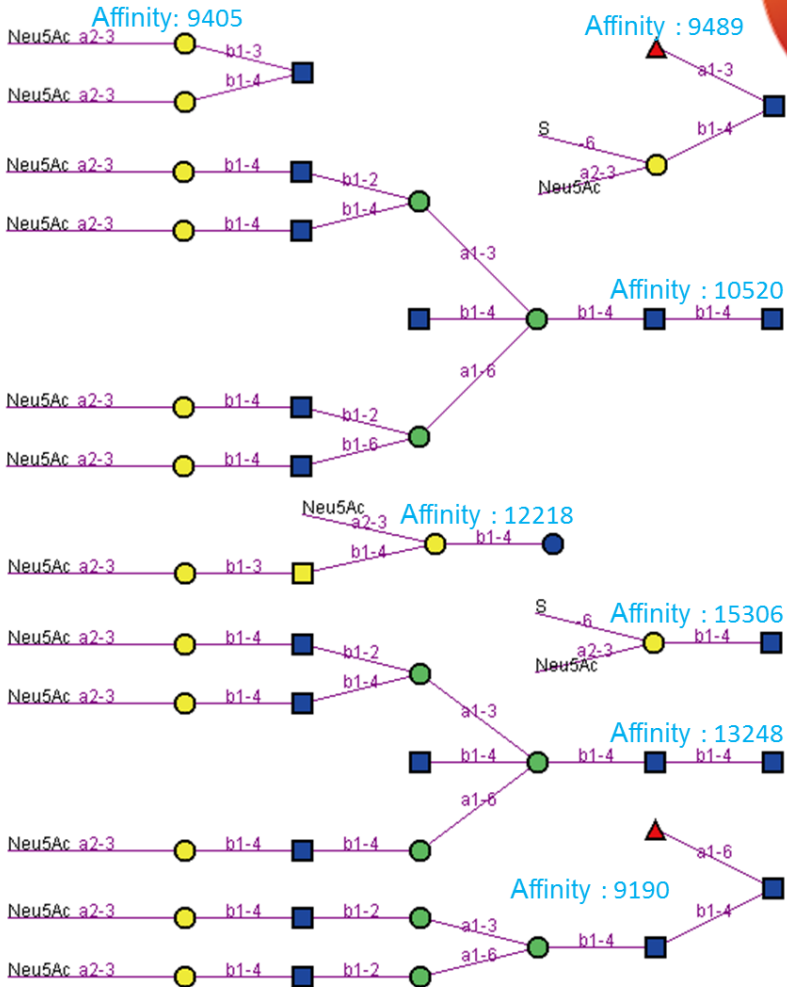 Affinity: 9405
Affinity : 9489
Neu5Ac a2-3 b1-3
a1-3
Neu5Ac a2-3 b1-4
S -6 b1-4
Neu5Ac a2-3
Neu5Ac a2-3 b1-4 b1-2
Neu5Ac a2-3 b1-4 b1-4
a1-3
Affinity : 10520
b1-4 b1-4 b1-4
a1-6
Neu5Ac a2-3 b1-4 b1-2
Neu5Ac a2-3 b1-4 b1-6
Neu5Ac a2-3
Affinity : 12218
b1-4 b1-4
Neu5Ac a2-3 b1-3
S -6
Affinity : 15306
Neu5Ac a2-3 b1-4
Neu5Ac a2-3 b1-4 b1-2
b1-4
Neu5Ac a2-3 b1-4 b1-4
a1-3
Affinity : 13248
b1-4 b1-4 b1-4
a1-6
Neu5Ac a2-3 b1-4 b1-4
a1-6
Affinity : 9190
Neu5Ac a2-3 b1-4 b1-2 a1-3
b1-4 b1-4
Neu5Ac a2-3 b1-4 b1-2 a1-6